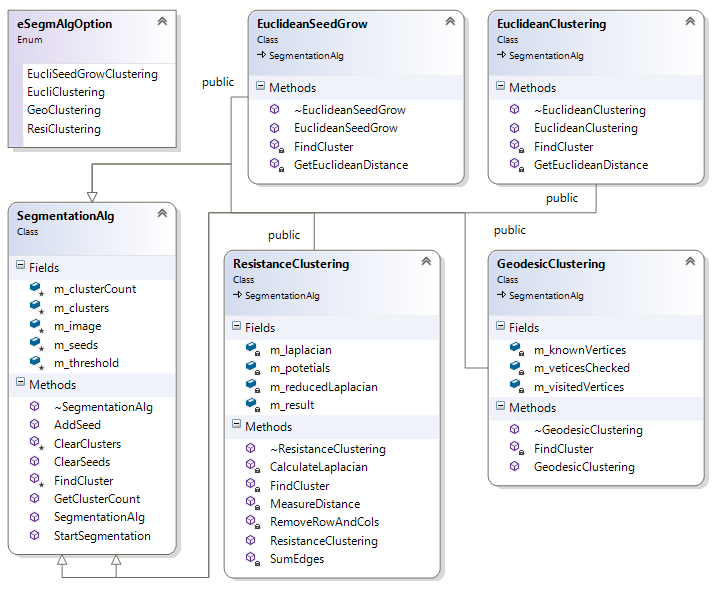 eSegmAlgOption
Enum
EucliSeedGrowClustering
EucliClustering
GeoClustering
ResiClustering
public
EuclideanSeedGrow
Class
SegmentationAlg
Methods
~EuclideanSeedGrow
EuclideanSeedGrow
FindCluster
GetEuclideanDistance
EuclideanClustering
Class
SegmentationAlg
Methods
~EuclideanClustering
EuclideanClustering
FindCluster
GetEuclideanDistance
public
public
public
SegmentationAlg
Class
Fields
m_clusterCount
m_clusters
m_image
m_seeds
m_threshold
Methods
~SegmentationAlg
AddSeed
ClearClusters
ClearSeeds
FindCluster
GetClusterCount
SegmentationAlg
StartSegmentation
ResistanceClustering
Class
SegmentationAlg
Fields
m_laplacian
m_potetials
m_reducedLaplacian
m_result
Methods
~ResistanceClustering
CalculateLaplacian
FindCluster
MeasureDistance
RemoveRowAndCols
ResistanceClustering
SumEdges
GeodesicClustering
Class
SegmentationAlg
Fields
m_knownVertices
m_veticesChecked
m_visitedVertices
Methods
~GeodesicClustering
FindCluster
GeodesicClustering